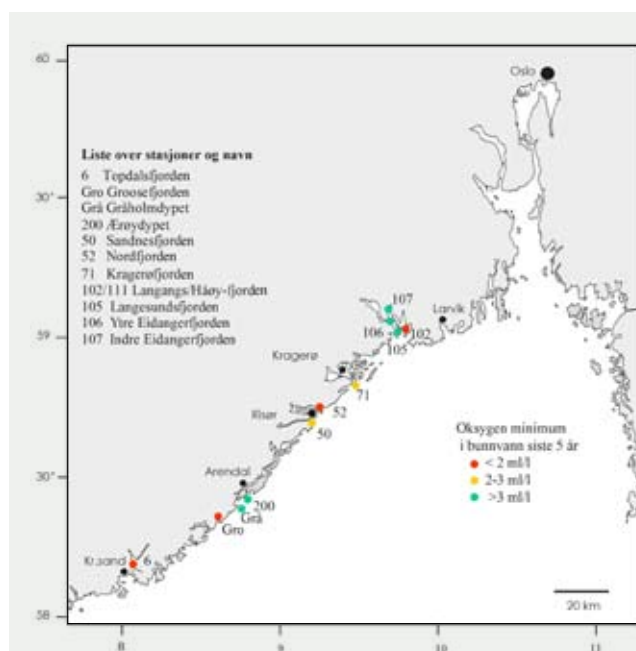 60
Oslo
Liste over stasjoner og navn
6 Topdalsfjorden
Gro Groosefjorden
30'
Grå Gråholmdypet
200 Ærøydypet
50 Sandnesfjorden
52 Nordfjorden
71 Kragerøfjorden
102/111 Langangs/Håøy-fjorden
105 Langesundsfjorden
106 Ytre Eidangerfjorden
107 Indre Eidangerfjorden
107
Larvik
59
106
102
105
Kragerø
71
52
Risør
50
Oksygen minimum
i bunnvann siste 5 år
< 2 ml/l
2-3 ml/l
>3 ml/l
30'
Arendal
200
Grå
Gro
Kr.sand
6
20 km
58
8
9
10
11